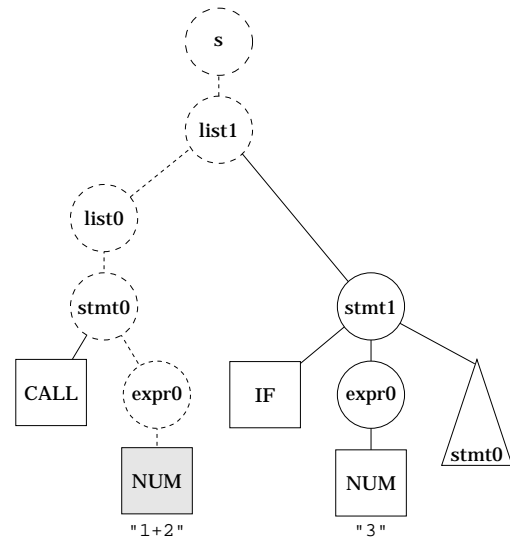 s
list1
list0
stmt0 stmt1
CALL expr0 IF expr0 stmt0
NUM NUM
"1+2" "3"